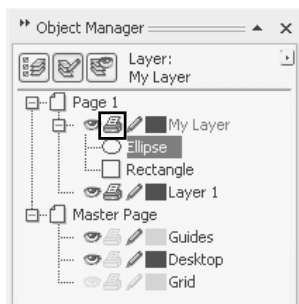 Object Manager
Layer:
My Layer
Page 1
My Layer
Ellipse
Rectangle
Layer 1
Master Page
Guides
Desktop
Grid